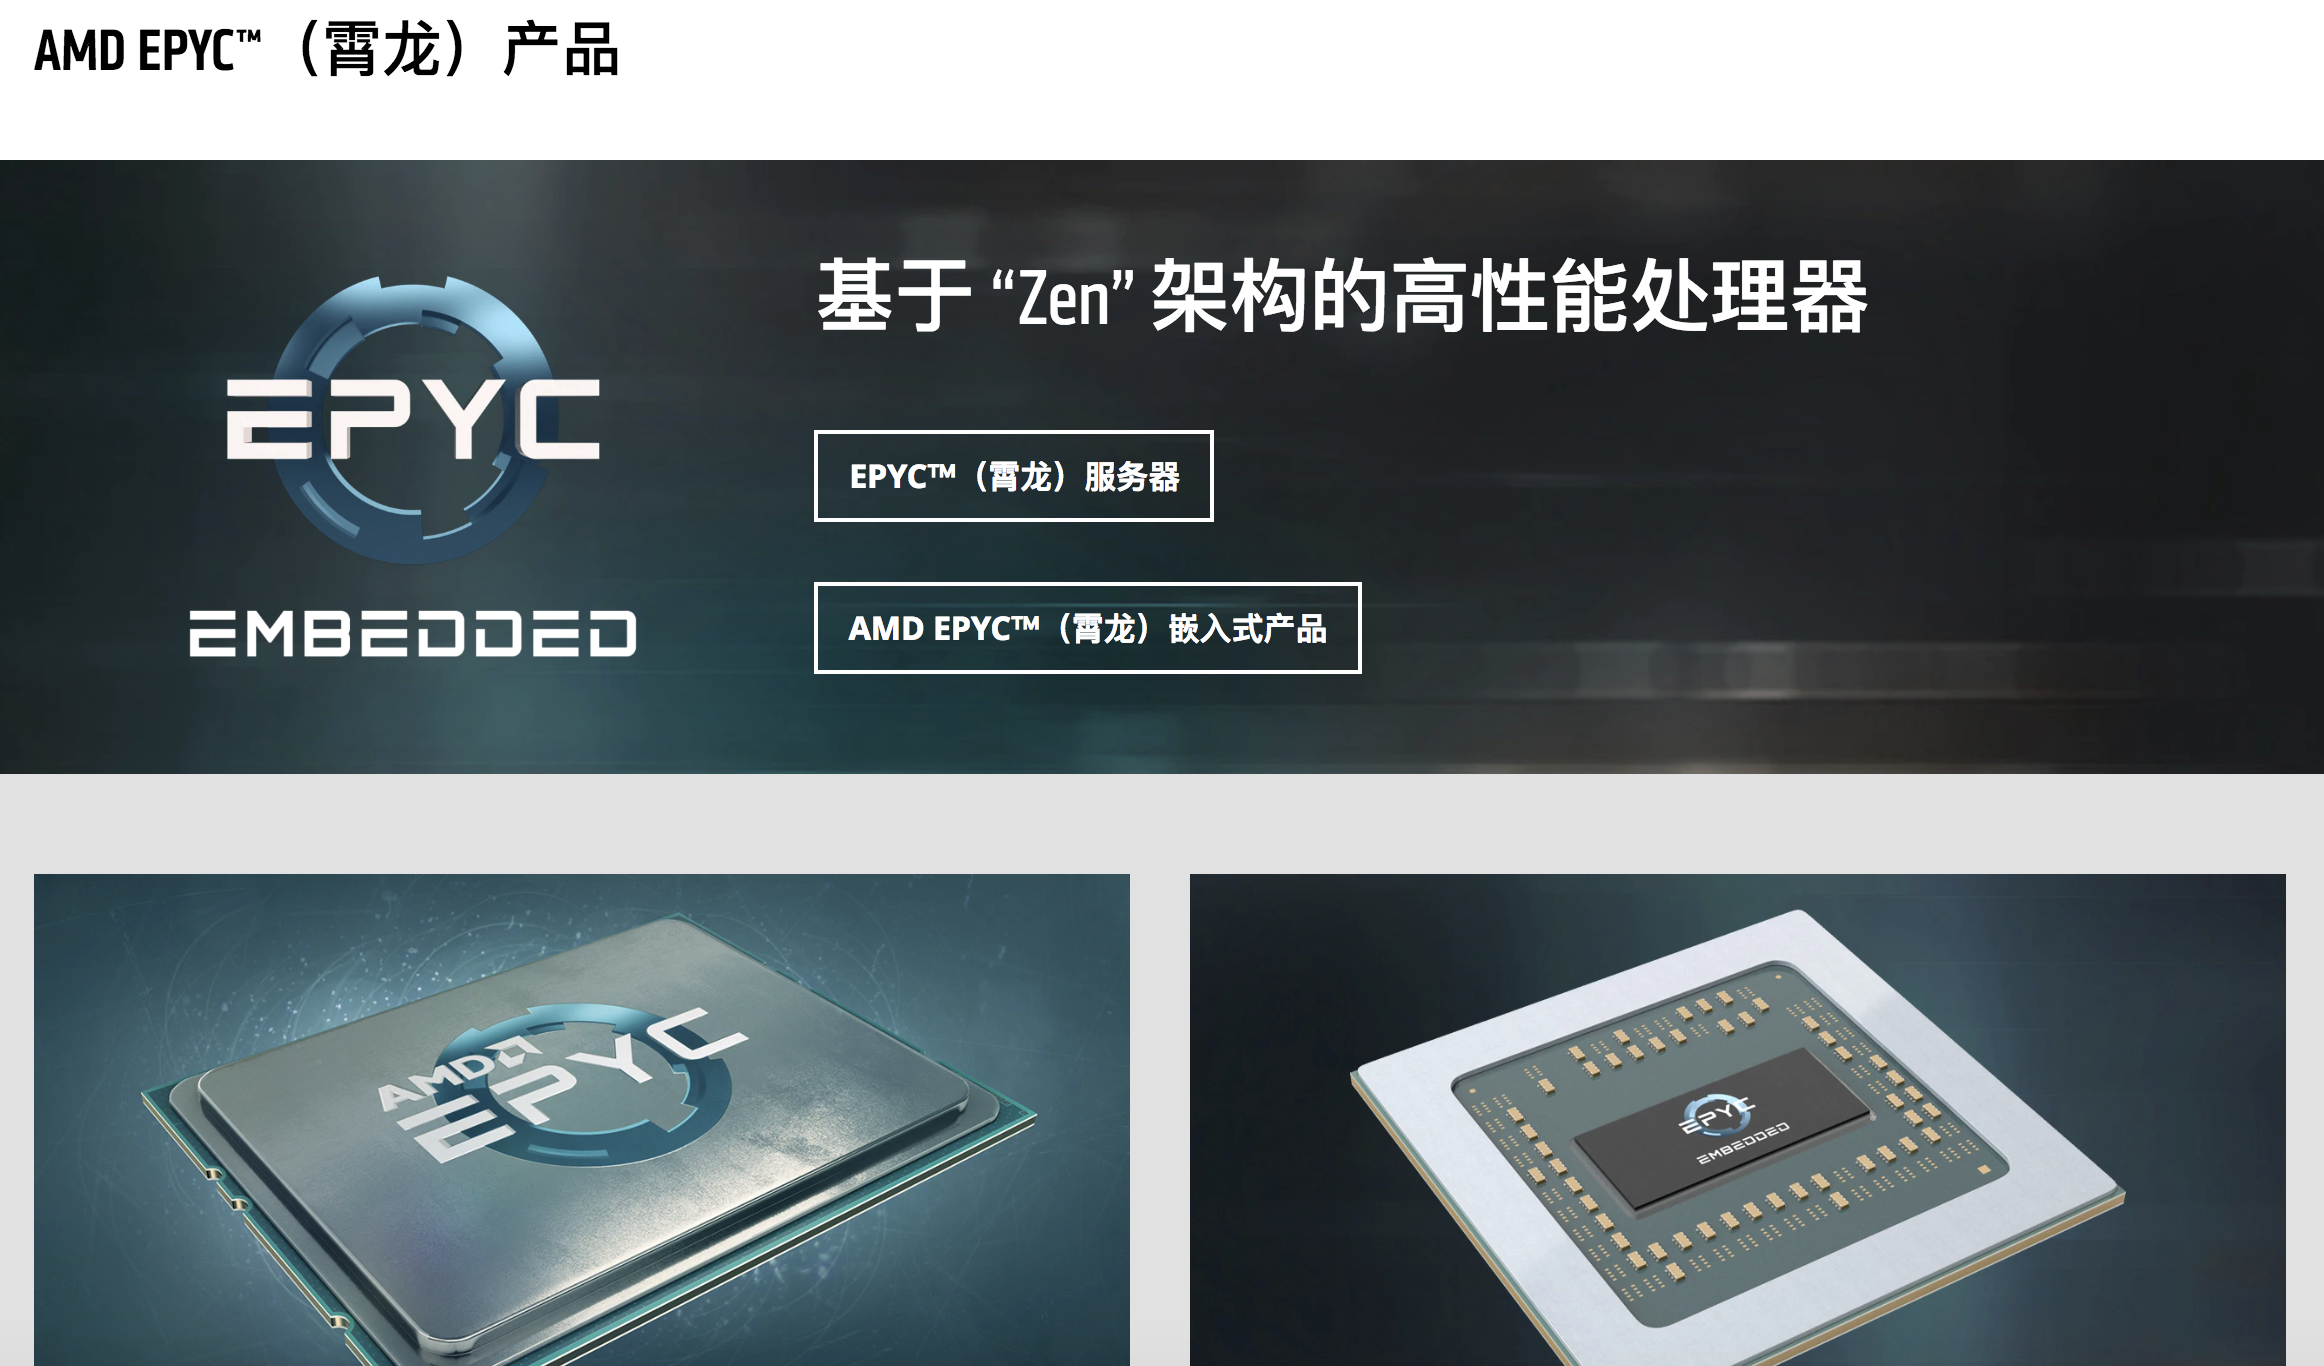 AMD EPYC™（霄龙）产品
EPYC
EMBEDDED
基于 “Zen” 架构的高性能处理器
EPYC™（霄龙）服务器
AMD EPYC™（霄龙）嵌入式产品
AMD
EPYC
EPYC
EMBEDDED